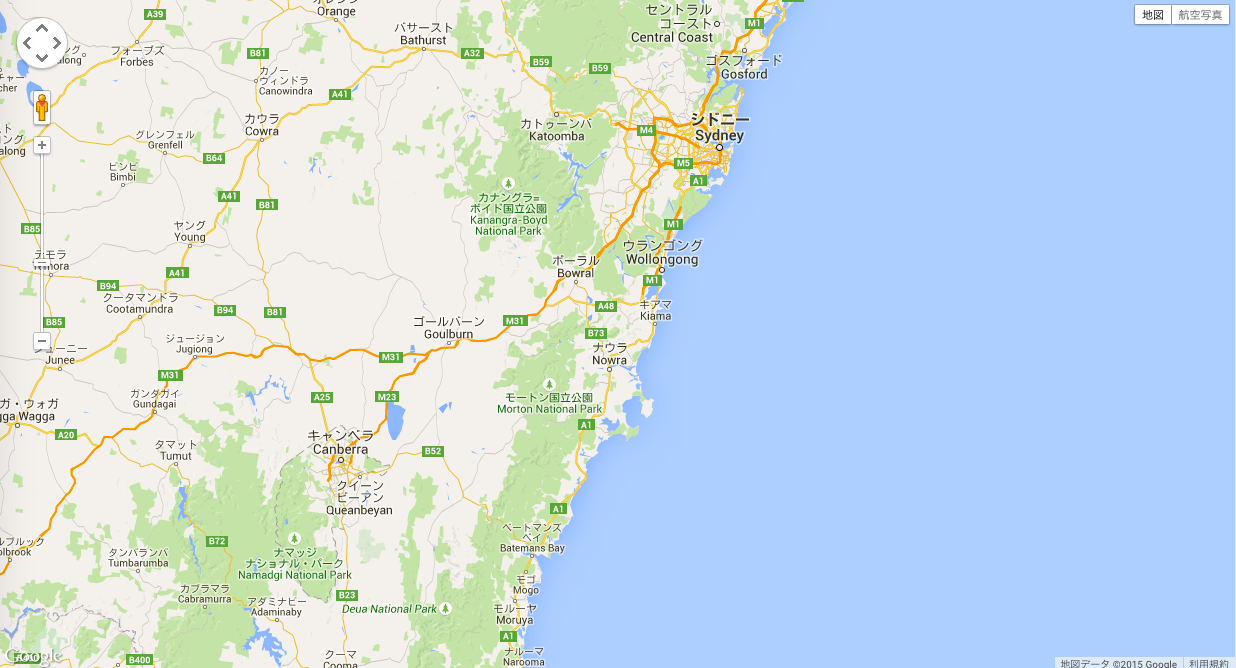 Orange
A39
バサースト
Bathurst
セントラル
コースト
Central Coast
M1
地図
航空写真
フォーブズ
Forbes
B81
A32
B59
B59
ゴスフォード
Gosford
カノー
ウィンドラ
Canowindra
A41
カウラ
Cowra
カトゥーンバ
Katoomba
M4
シドニー
Sydney
グレンフェル
Grenfell
B64
ビンビ
Bimbi
M5
A1
A41
B81
カナングラ=
ボイド国立公園
Kanangra-Boyd
National Park
B85
ヤング
Young
M1
ウランゴング
Wollongong
テモラ
ボーラル
Bowral
A41
M1
B94
クータマンドラ
Cootamundra
B94
B81
A48
キアマ
Kiama
B85
ゴールバーン
Goulburn
M31
B73
ジュージョン
Jugiong
ナウラ
Nowra
Junee
M31
M31
ガンダガイ
Gundagai
A25
M23
モートン国立公園
Morton National Park
ガ・ウォガ
gga Wagga
A20
A1
キャンベラ
Canberra
タマット
Tumut
B52
クイーン
ビーアン
Queanbeyan
A1
ベートマンズ
ベイ
Batemans Bay
ルブルック
olbrook
B72
タンバランバ
Tumbarumba
ナマッジ
ナショナル・パーク
Namadgi National Park
モゴ
Mogo
カブラマラ
Cabramurra
B23
アダミナビー
Adaminaby
Deua National Park
モルーヤ
Moruya
A1
クーマ
Cooma
ナルーマ
Narooma
Google
B400
地図データ ©2015 Google
利用規約